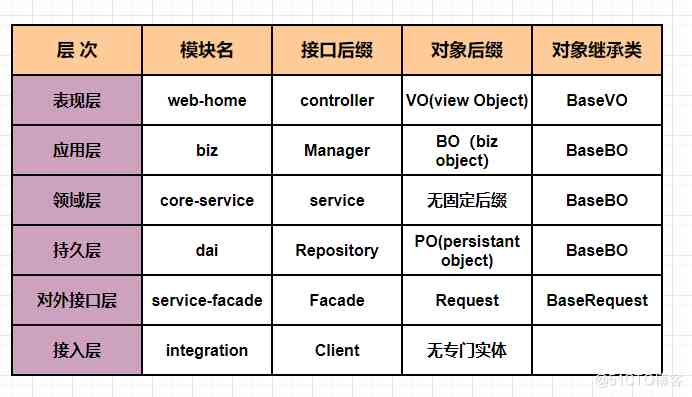 层 次 模块名 接口后缀 对象后缀 对象继承类
表现层 web-home controller VO(view Object) BaseVO
应用层 biz Manager BO（biz
object） BaseBO
领域层 core-service service 无固定后缀 BaseBO
持久层 dai Repository PO(persistant
object) BaseBO
对外接口层 service-facade Facade Request BaseRequest
接入层 integration Client 无专门实体
@51CTO博客